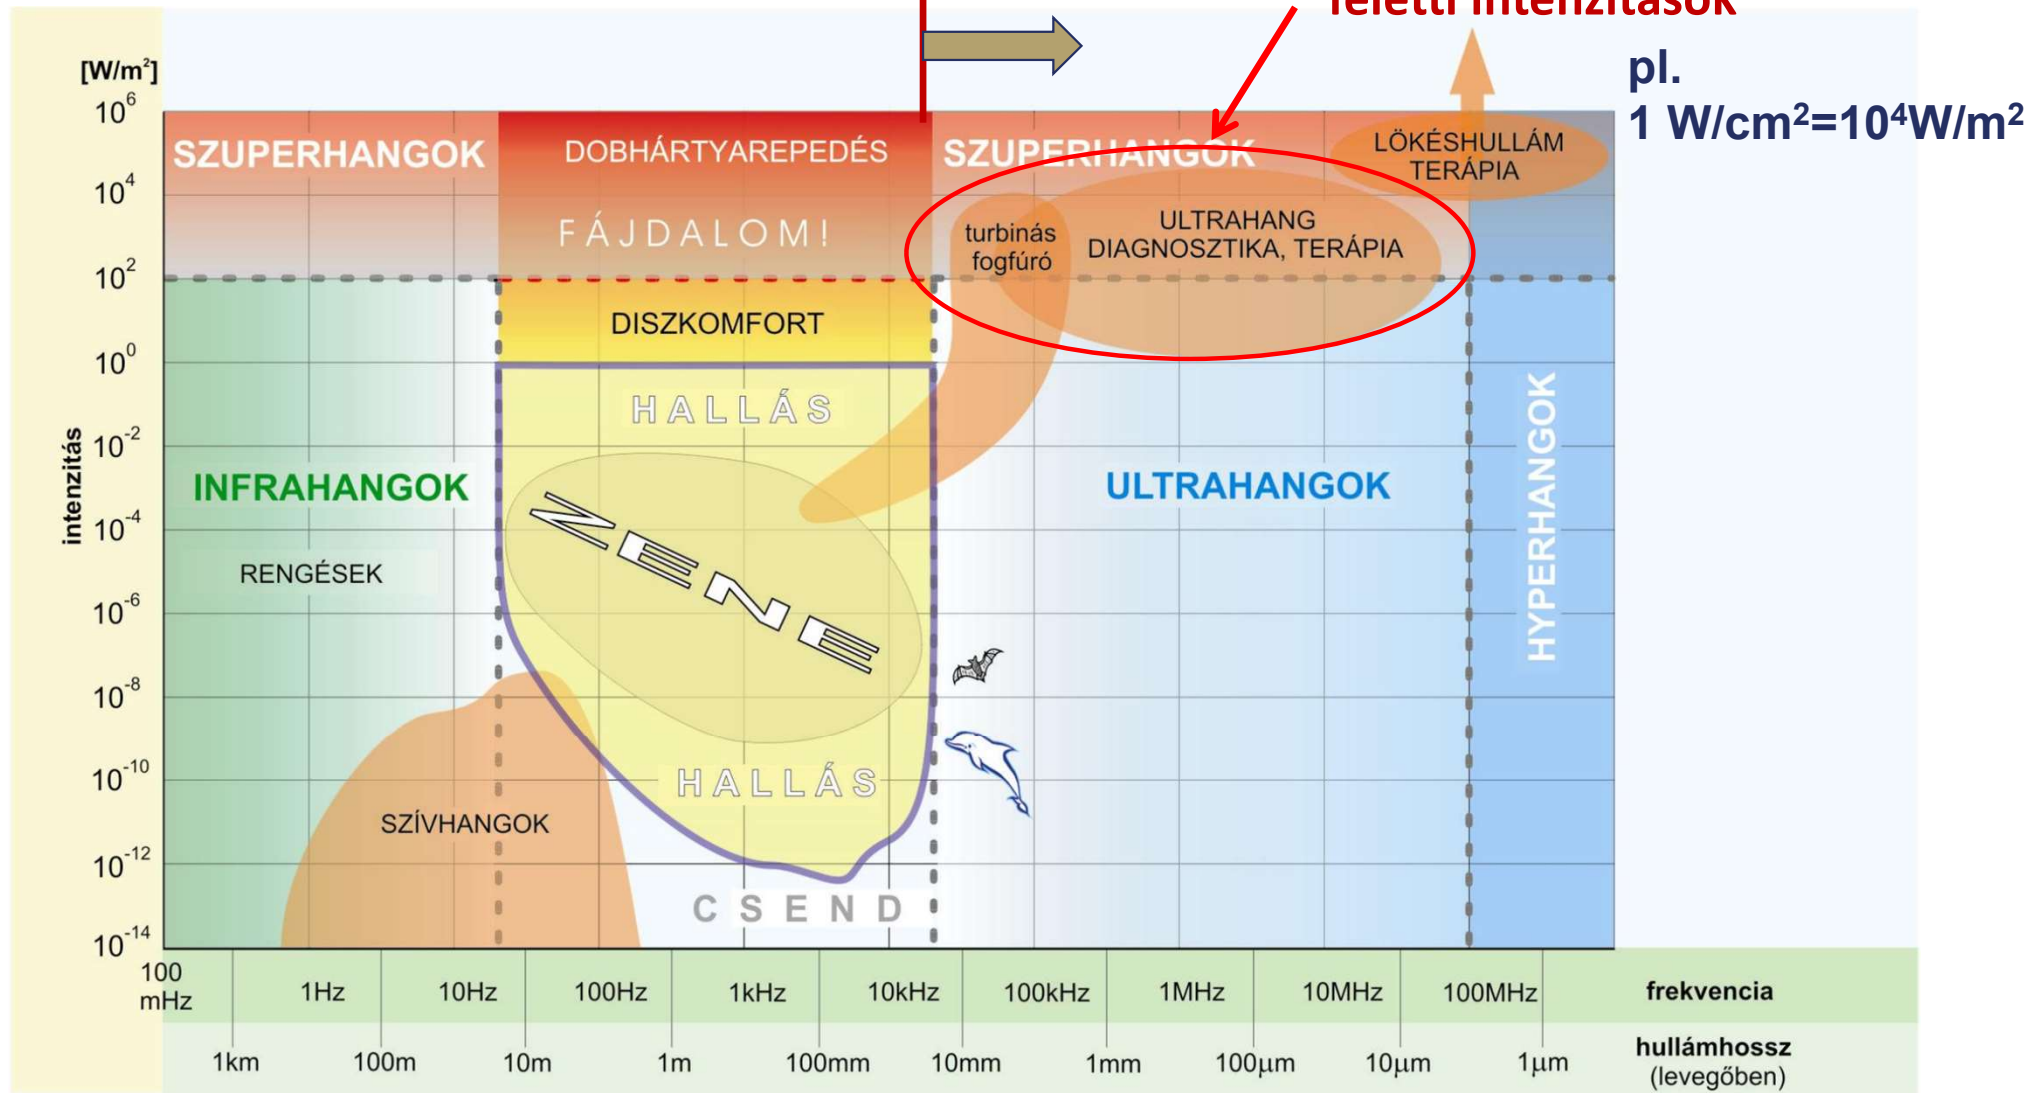 feletti intenzitások
pl.
1 W/cm²=10⁴W/m²
[W/m²]
10⁶
10⁴
10²
10⁰
10⁻²
10⁻⁴
10⁻⁶
10⁻⁸
10⁻¹⁰
10⁻¹²
10⁻¹⁴
intenzitás
SZUPERHANGOK
DOBHÁRTYAREPEDÉS
FÁJDALOM!
SZUPERHANGOK
LÖKÉSHULLÁM
TERÁPIA
turbinás
fogfúró
ULTRAHANG
DIAGNOSZTIKA, TERÁPIA
DISZKOMFORT
HALLÁS
INFRAHANGOK
ULTRAHANGOK
HYPERHANGOK
RENGÉSEK
ZENE
HALLÁS
SZÍVHANGOK
CSEND
100
mHz
1Hz
10Hz
100Hz
1kHz
10kHz
100kHz
1MHz
10MHz
100MHz
frekvencia
1km
100m
10m
1m
100mm
10mm
1mm
100µm
10µm
1µm
hullámhossz
(levegőben)